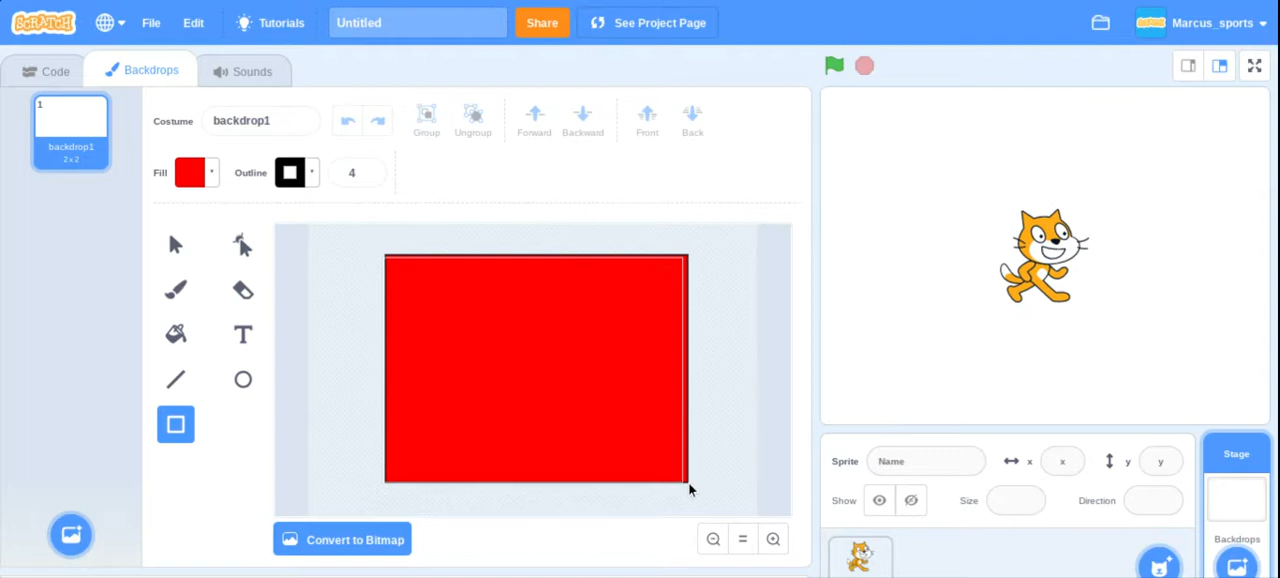 SCRATCH File Edit Tutorials Untitled Share See Project Page Marcus_sports
Code Backdrops Sounds
1
backdrop1
2 x 2
Costume backdrop1 Group Ungroup Forward Backward Front Back
Fill Outline 4
T
Convert to Bitmap
Sprite Name x x y y
Show Size Direction
Stage
Backdrops